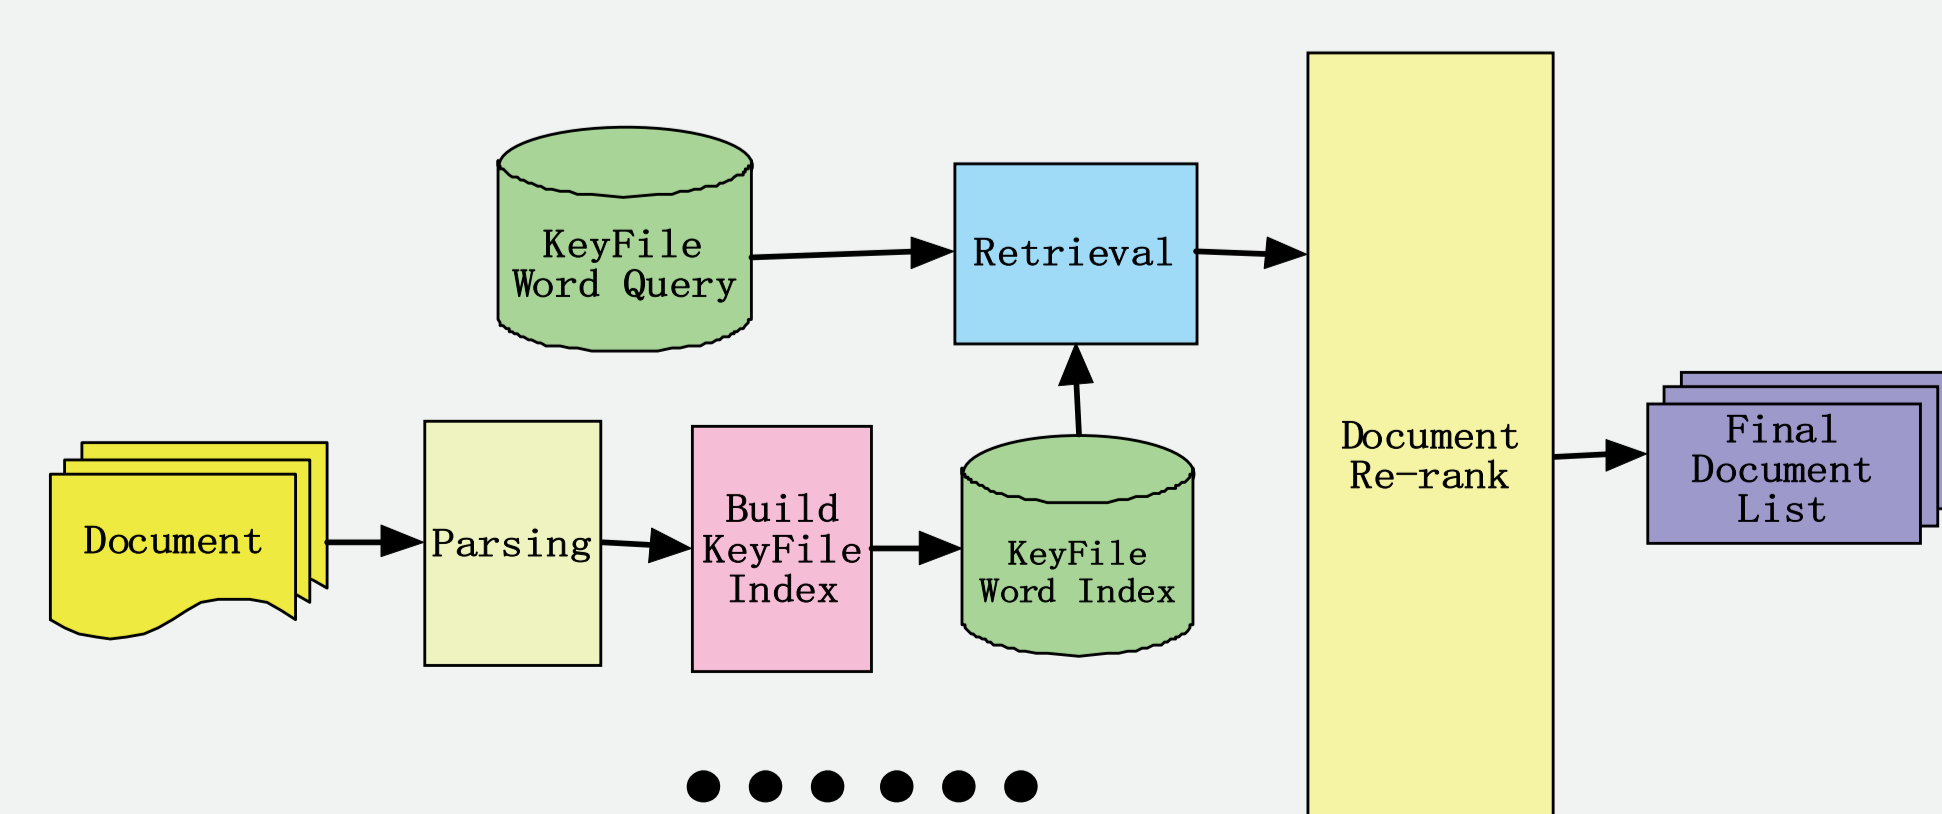 KeyFile
Word Query
Retrieval
Document
Parsing
Build
KeyFile
Index
KeyFile
Word Index
Document
Re-rank
Final
Document
List